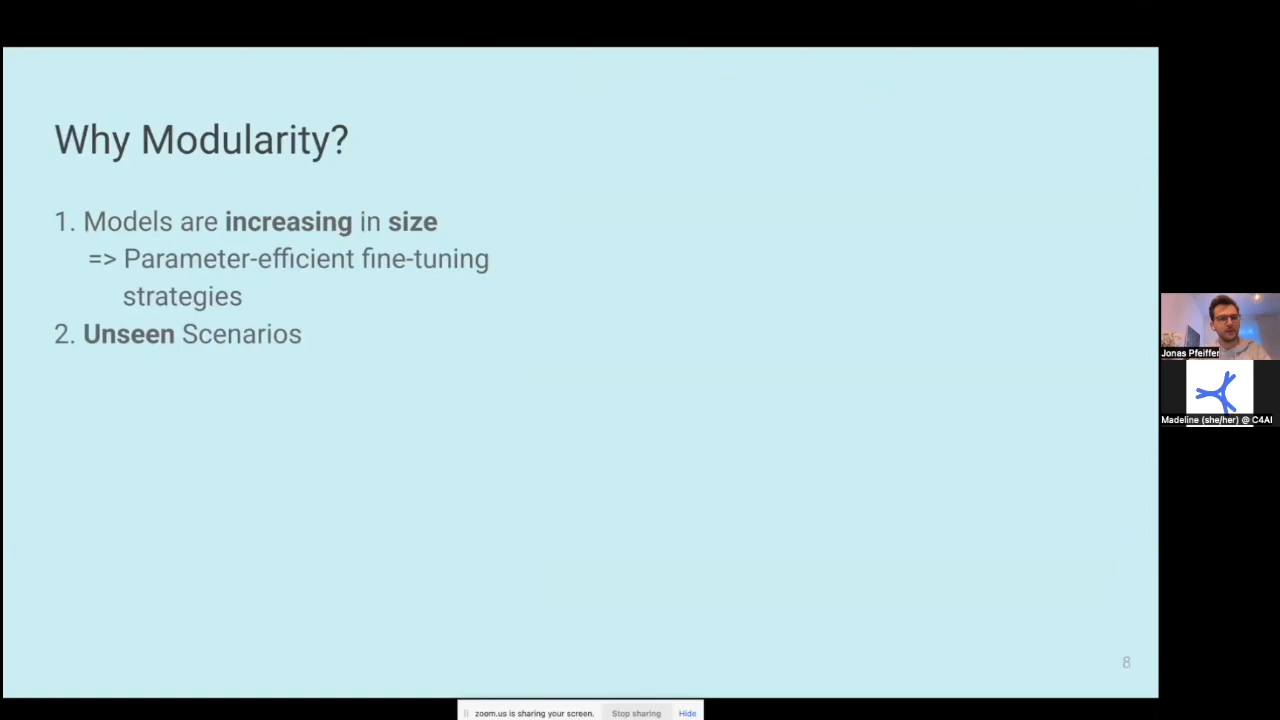 Why Modularity?
1. Models are increasing in size
=> Parameter-efficient fine-tuning
strategies
2. Unseen Scenarios
Jonas Pfeiffer
Madeline (she/her) @ C4AI
8
zoom.us is sharing your screen. Stop sharing Hide